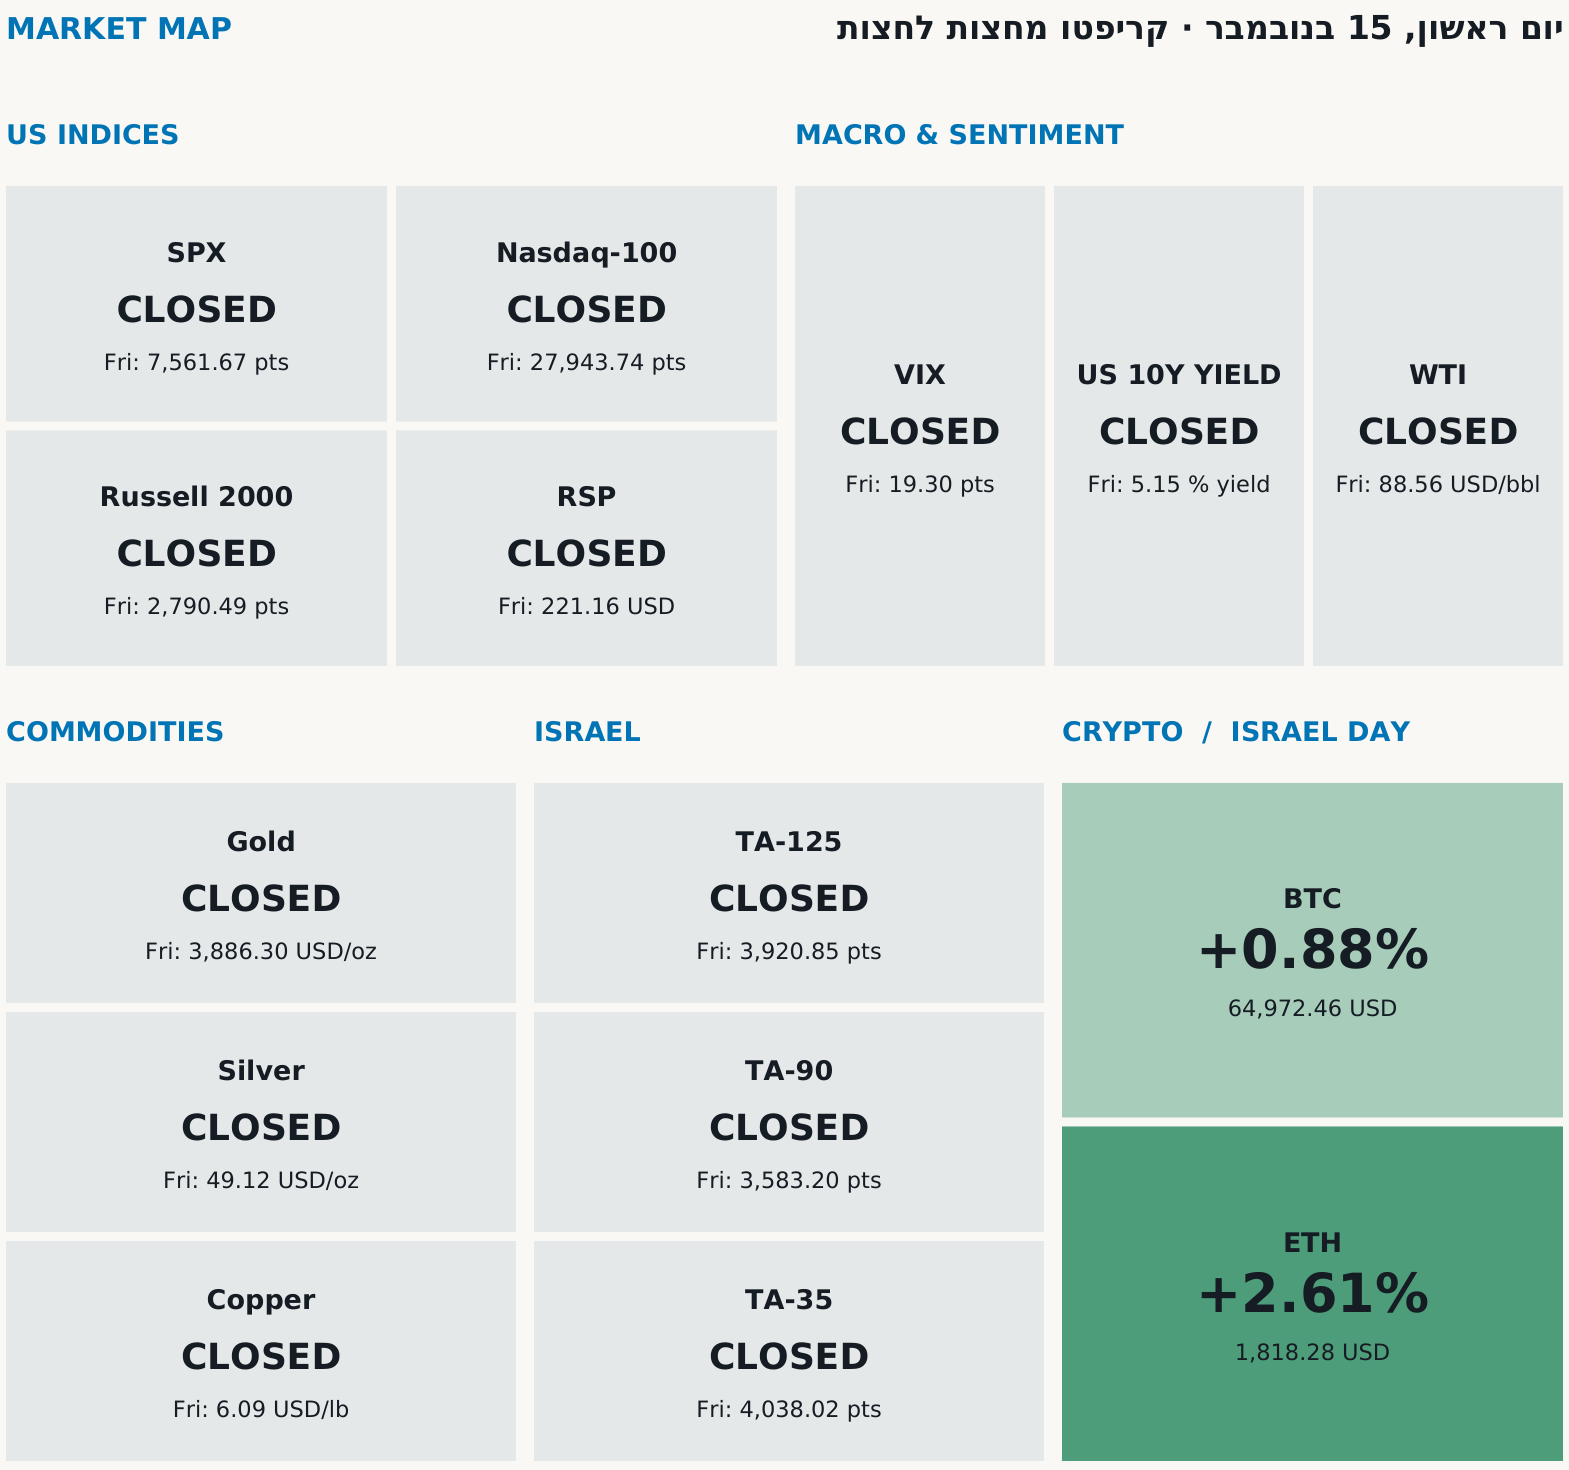 MARKET MAP
יום ראשון, 15 בנובמבר · קריפטו מחצות לחצות
US INDICES
SPX
CLOSED
Fri: 7,561.67 pts
Nasdaq-100
CLOSED
Fri: 27,943.74 pts
Russell 2000
CLOSED
Fri: 2,790.49 pts
RSP
CLOSED
Fri: 221.16 USD
MACRO & SENTIMENT
VIX
CLOSED
Fri: 19.30 pts
US 10Y YIELD
CLOSED
Fri: 5.15 % yield
WTI
CLOSED
Fri: 88.56 USD/bbl
COMMODITIES
Gold
CLOSED
Fri: 3,886.30 USD/oz
Silver
CLOSED
Fri: 49.12 USD/oz
Copper
CLOSED
Fri: 6.09 USD/lb
ISRAEL
TA-125
CLOSED
Fri: 3,920.85 pts
TA-90
CLOSED
Fri: 3,583.20 pts
TA-35
CLOSED
Fri: 4,038.02 pts
CRYPTO / ISRAEL DAY
BTC
+0.88%
64,972.46 USD
ETH
+2.61%
1,818.28 USD